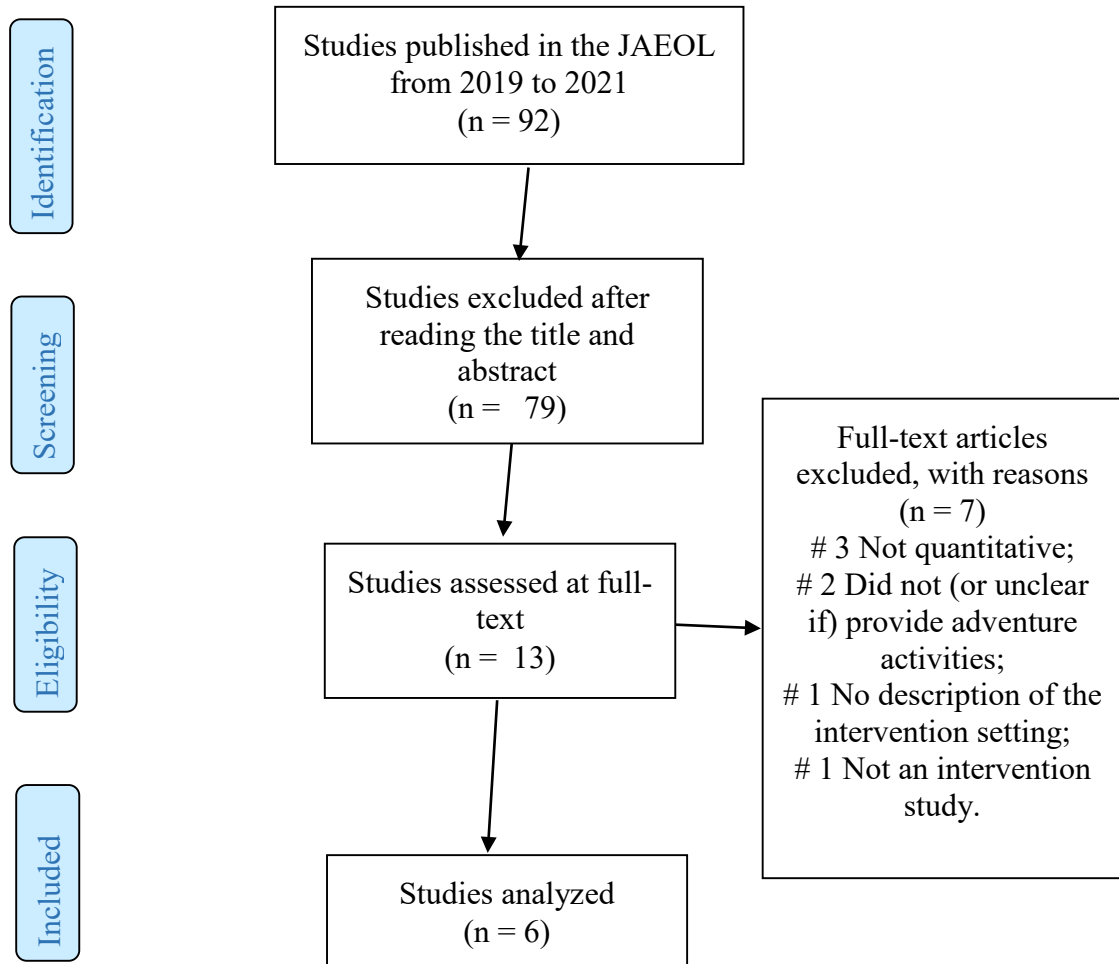 Identification
Studies published in the JAEOL
from 2019 to 2021
(n = 92)
Screening
Studies excluded after
reading the title and
abstract
(n =   79)
Eligibility
Studies assessed at full-
text
(n =  13)
Full-text articles
excluded, with reasons
(n = 7)
# 3 Not quantitative;
# 2 Did not (or unclear
if) provide adventure
activities;
# 1 No description of the
intervention setting;
# 1 Not an intervention
study.
Included
Studies analyzed
(n = 6)